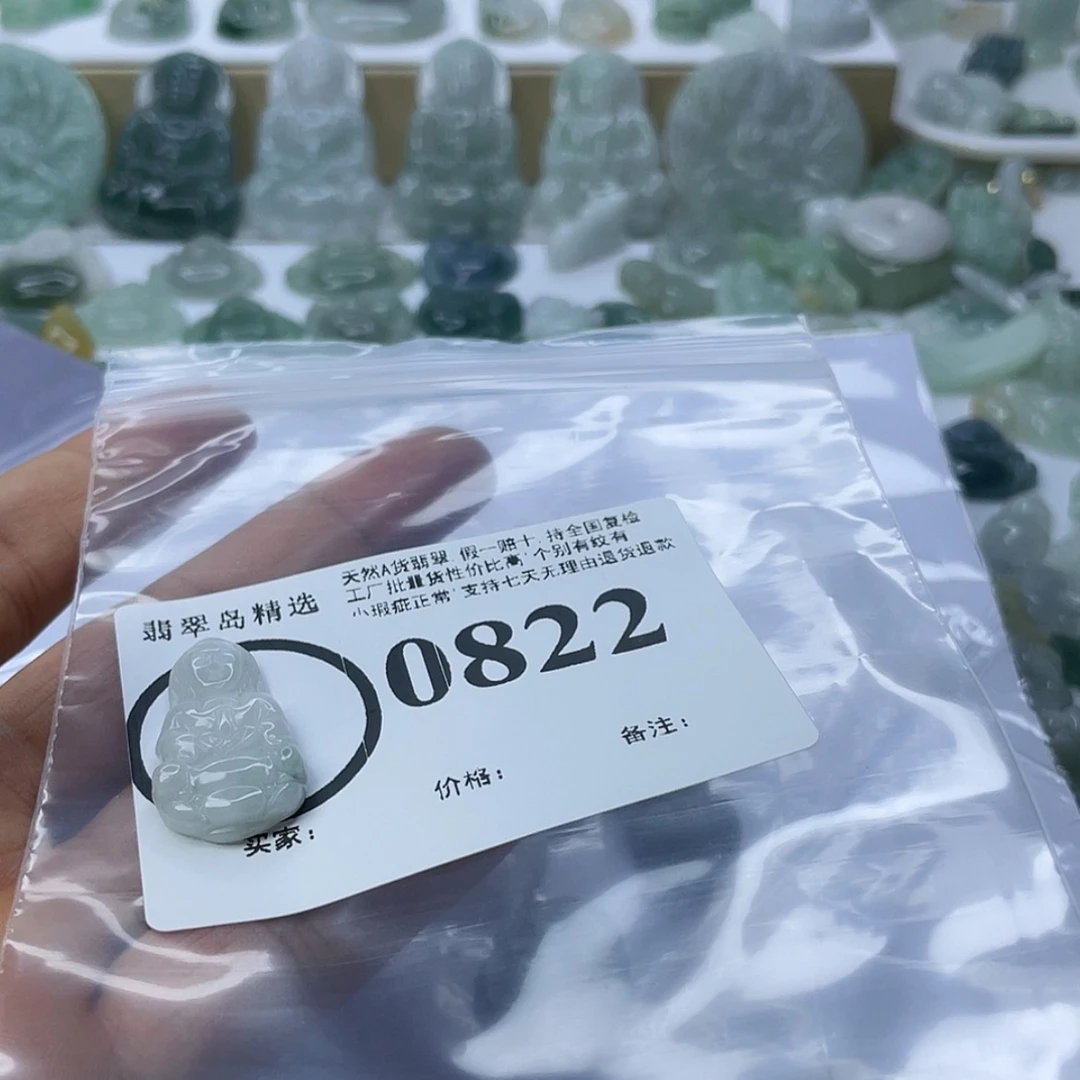 天然A货翡翠,假一赔十,持全国复检
工厂批量货性价比高,个别有纹有
小瑕疵正常,支持七天无理由退货退款
翡翠岛精选
0822
备注：
价格：
买家：